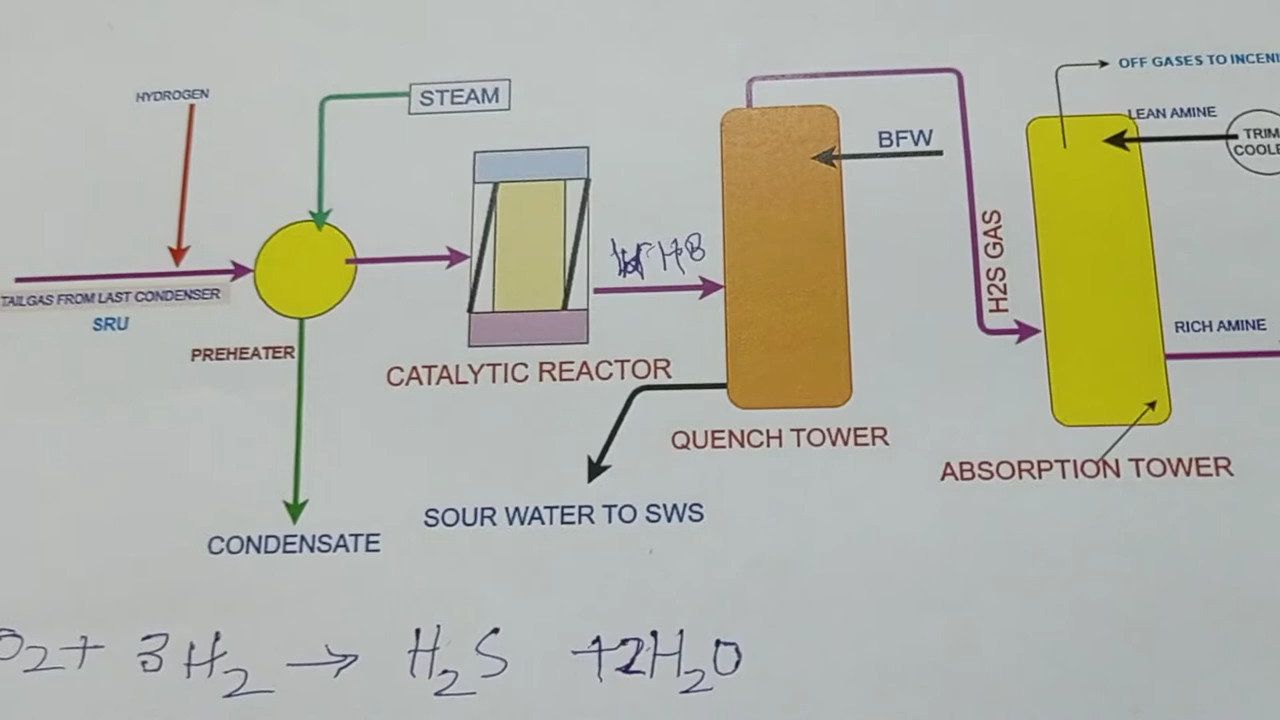 HYDROGEN
STEAM
TAILGAS FROM LAST CONDENSER
SRU
PREHEATER
CONDENSATE
CATALYTIC REACTOR
BFW
QUENCH TOWER
SOUR WATER TO SWS
H2S GAS
OFF GASES TO INCENI
LEAN AMINE
TRIM
COOLE
RICH AMINE
ABSORPTION TOWER
O2 + 3H2 → H2S +2H2O